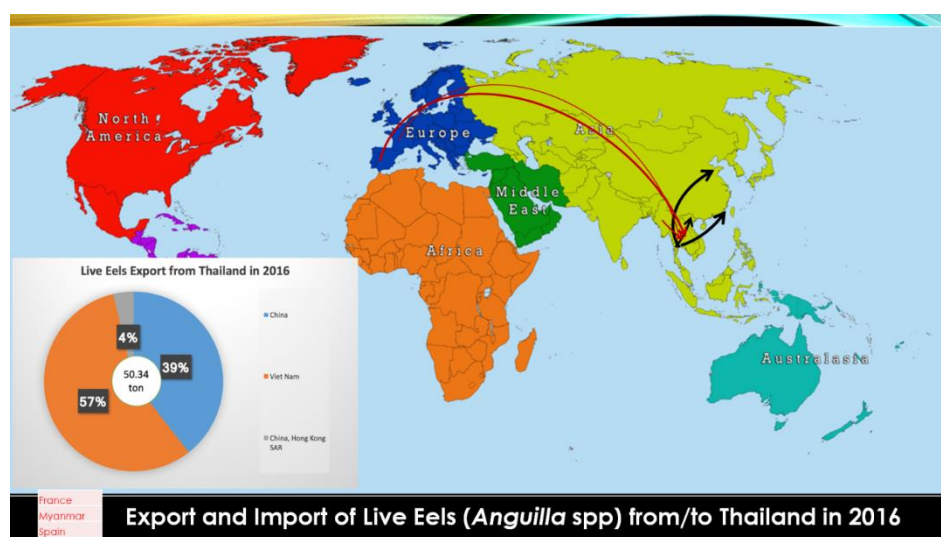 North
America
Europe
Asia
Middle
East
Africa
Australasia
Live Eels Export from Thailand in 2016
4%
39%
57%
50.34
ton
China
Viet Nam
China, Hong Kong
SAR
France
Myanmar
Spain
Export and Import of Live Eels (Anguilla spp) from/to Thailand in 2016